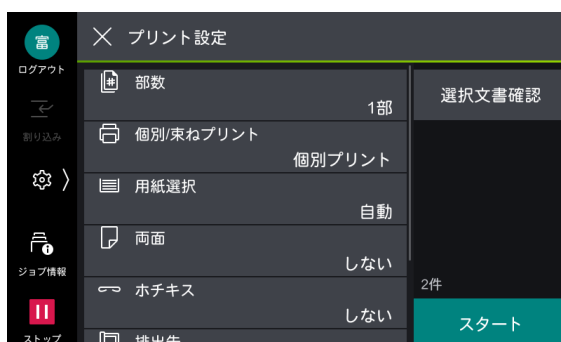 富
ログアウト
割り込み
ジョブ情報
ストップ
プリント設定
部数
1部
個別/束ねプリント
個別プリント
用紙選択
自動
両面
しない
ホチキス
しない
排出先
選択文書確認
2件
スタート